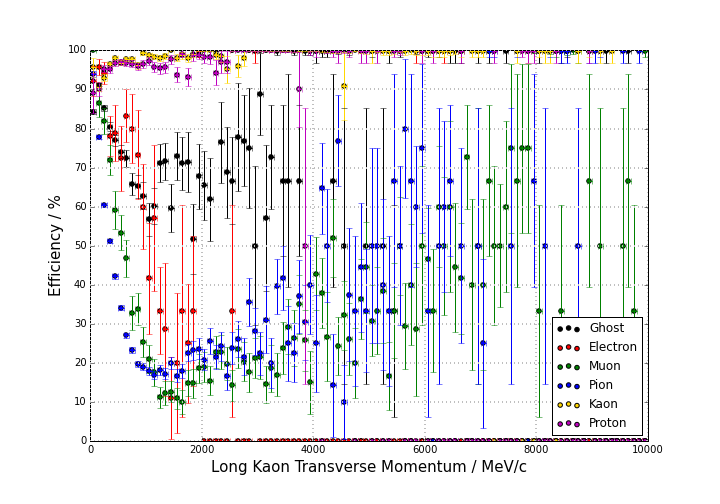 100
90
80
70
60
50
40
30
20
10
0
Efficiency / %
0 2000 4000 6000 8000 10000
Long Kaon Transverse Momentum / MeV/c
Ghost
Electron
Muon
Pion
Kaon
Proton